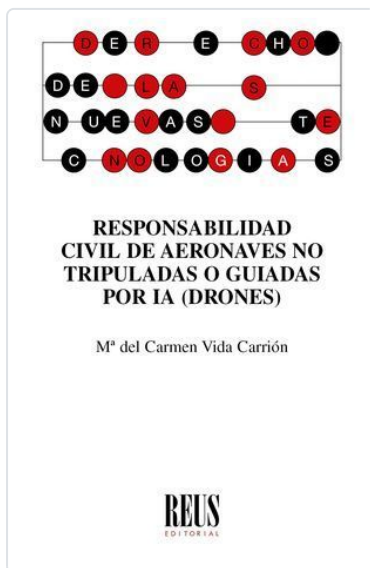 DERECHO
DE LAS
NUEVAS TE
CNOLOGIAS
RESPONSABILIDAD
CIVIL DE AERONAVES NO
TRIPULADAS O GUIADAS
POR IA (DRONES)
Mª del Carmen Vida Carrión
REUS
EDITORIAL